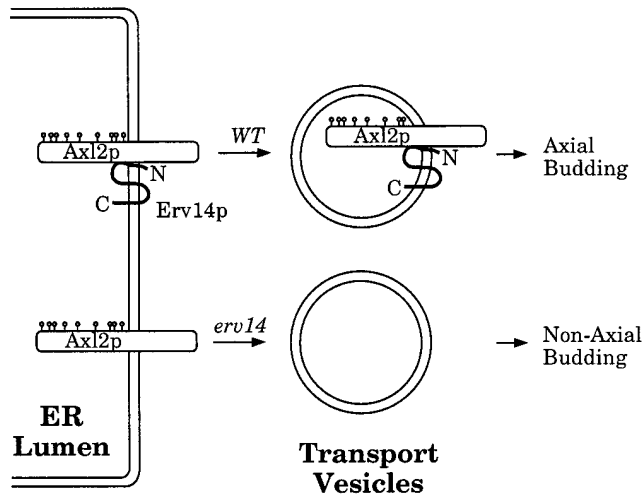 Axl2p
N
C
Erv14p
WT
Axl2p
N
C
Axial
Budding
Axl2p
erv14
Non-Axial
Budding
ER
Lumen
Transport
Vesicles